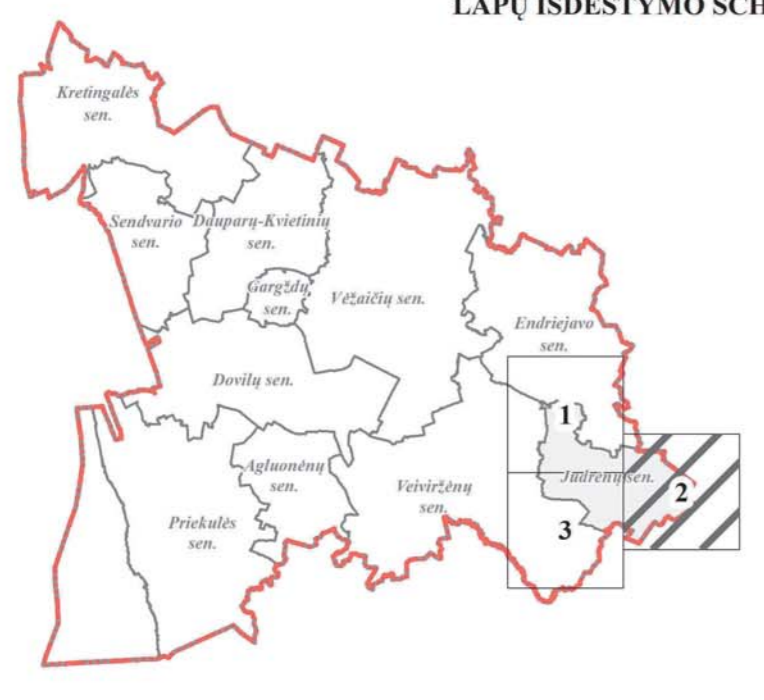 LAPŲ IŠDĖSTYMO SCH
Kretingalės
sen.
Sendvario
sen.
Dauparų-Kvietinių
sen.
Gargždų
sen.
Vėžaičių sen.
Endriejavo
sen.
Dovilų sen.
1
Judrėnų sen.
2
Agluonėnų
sen.
Veiviržėnų
sen.
Priekulės
sen.
3